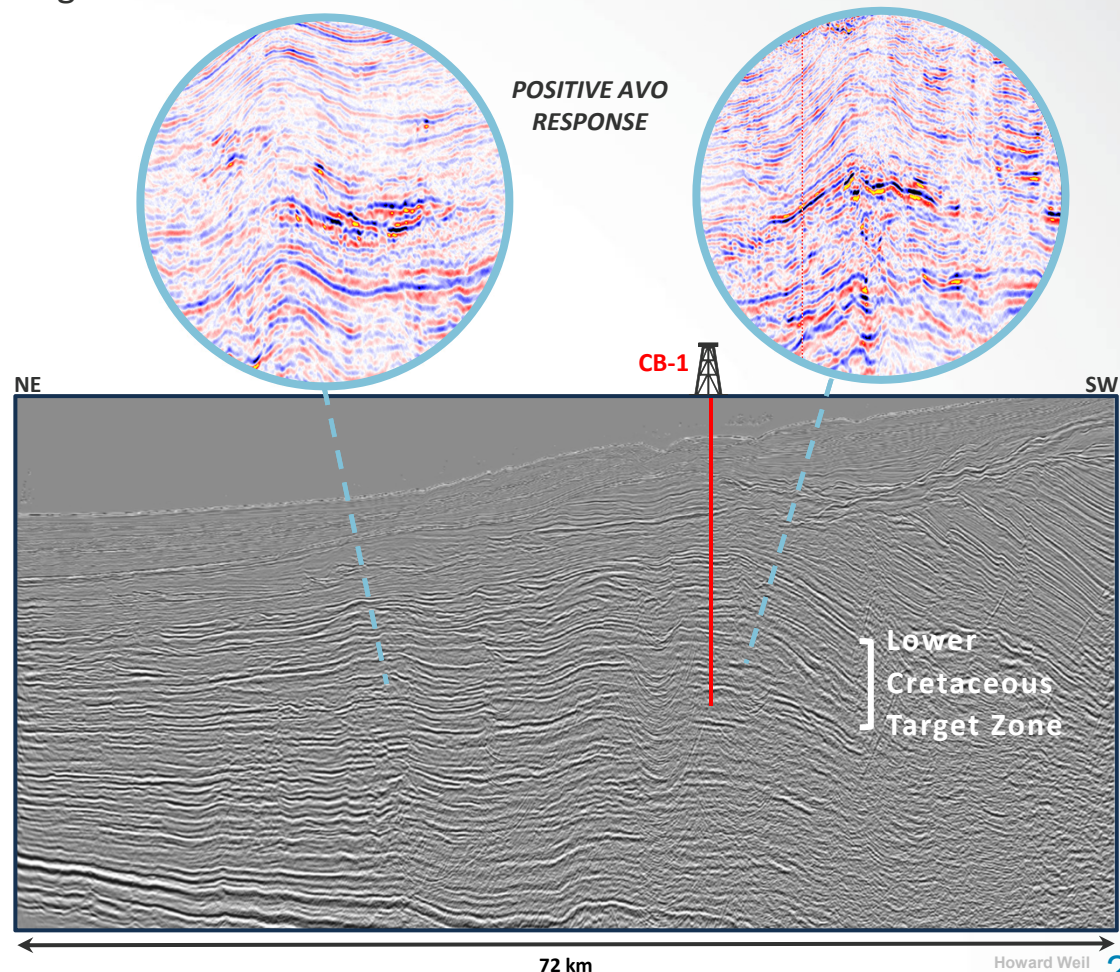 POSITIVE AVO
RESPONSE
CB-1
NE
SW
Lower
Cretaceous
Target Zone
72 km
Howard Weil